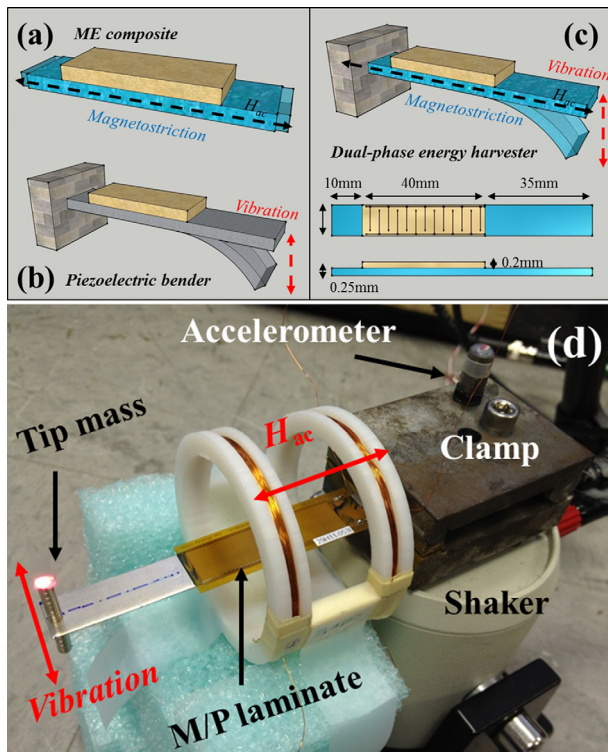 (a)
ME composite
H_ac
Magnetostriction
Vibration
(b)
Piezoelectric bender
(c)
Vibration
H_ac
Magnetostriction
Dual-phase energy harvester
10mm
40mm
35mm
0.2mm
0.25mm
(d)
Accelerometer
Tip mass
H_ac
Clamp
Shaker
Vibration
M/P laminate